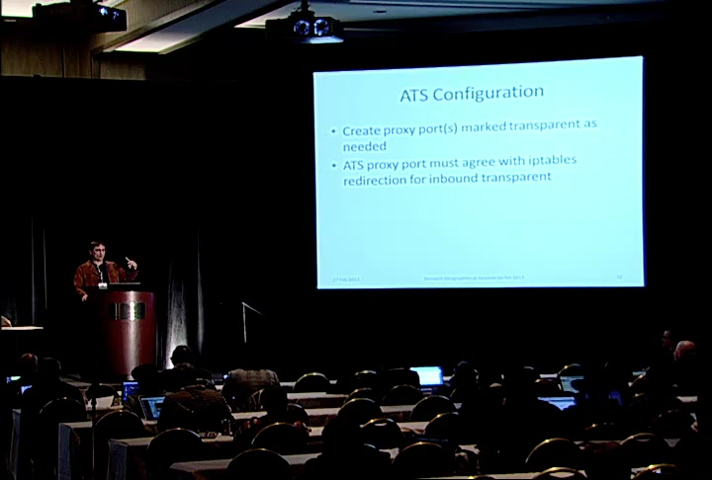 ATS Configuration
• Create proxy port(s) marked transparent as
needed
• ATS proxy port must agree with iptables
redirection for inbound transparent